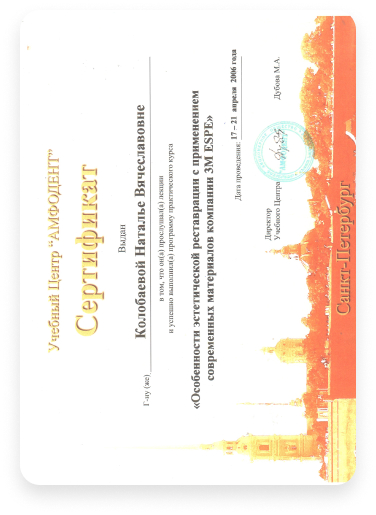 Учебный Центр "АМФОДЕНТ"
Сертификат
Выдан
Г-ну (же) Колобаевой Наталье Вячеславовне
в том, что он(а) прослушал(а) лекции
и успешно выполнил(а) программу практического курса
«Особенности эстетической реставрации с применением
современных материалов компании 3M ESPE»
Дата проведения: 17 – 21 апреля 2006 года
Директор
Учебного Центра
Дубова М.А.
Санкт-Петербург